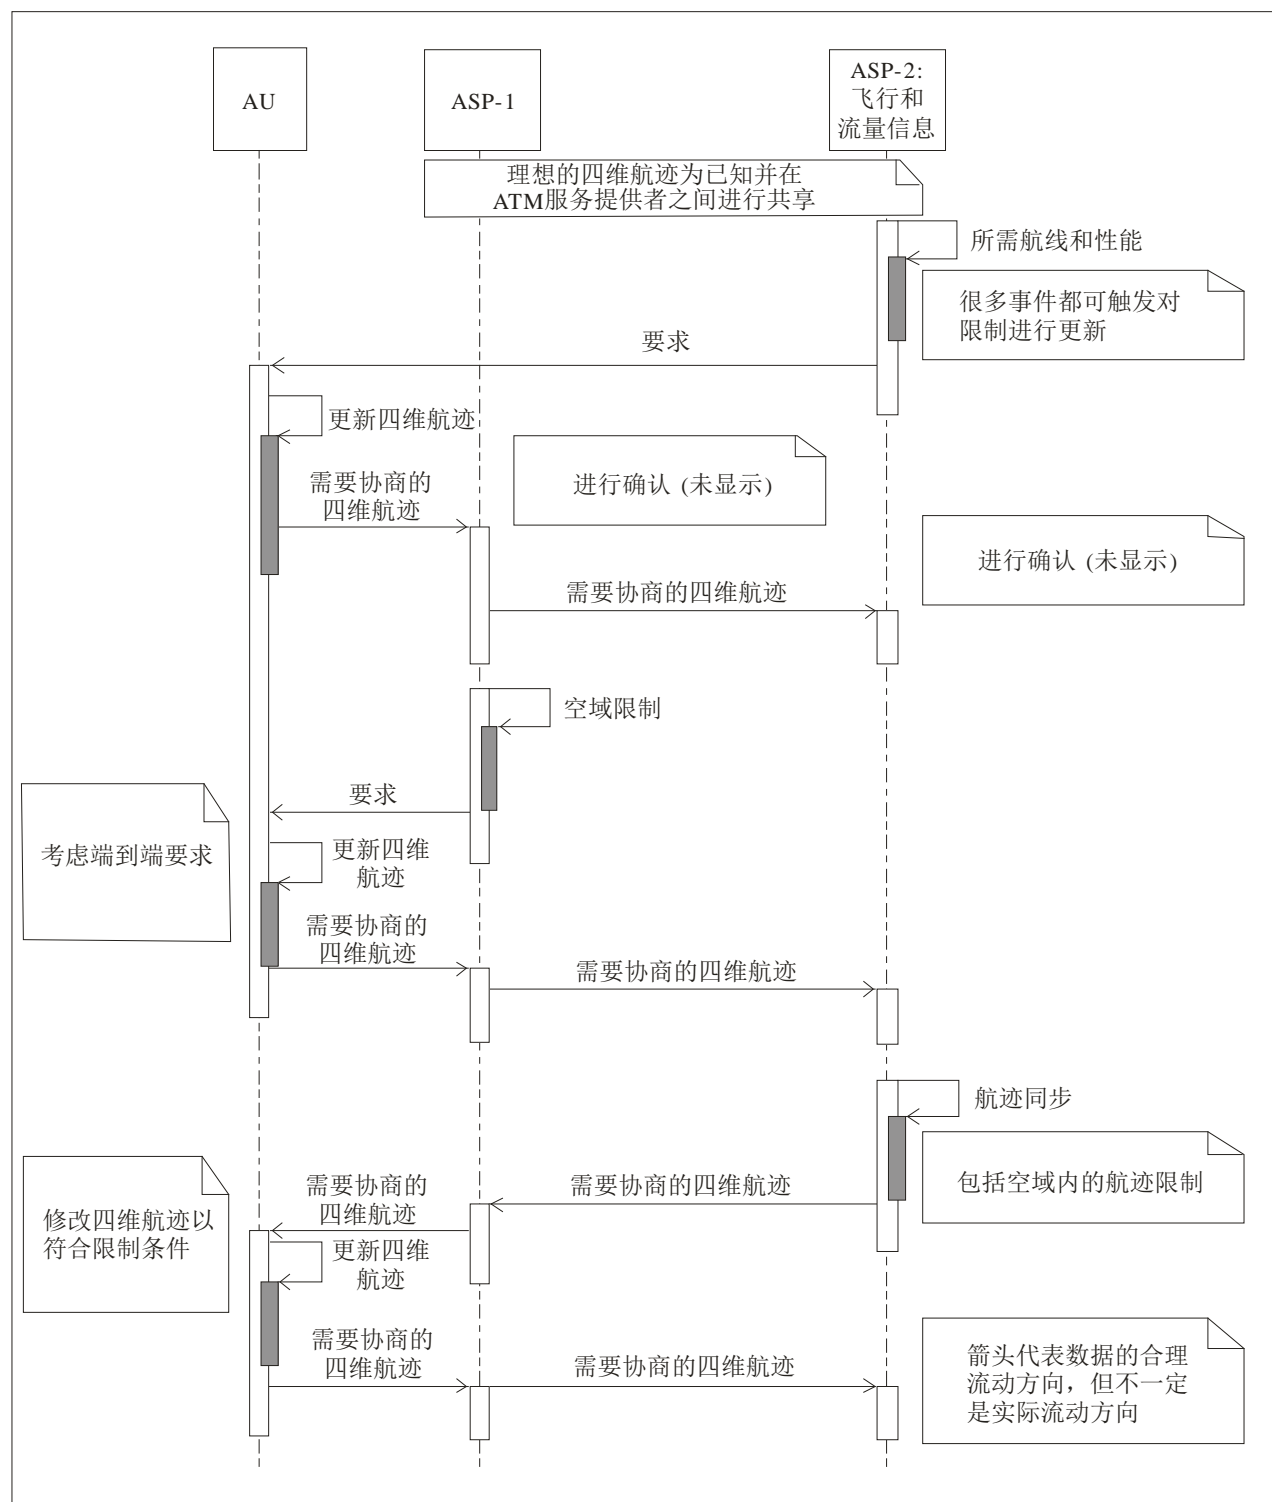 AU
ASP-1
ASP-2:
飞行和
流量信息
理想的四维航迹为已知并在
ATM服务提供者之间进行共享
所需航线和性能
很多事件都可触发对
限制进行更新
要求
更新四维航迹
需要协商的
四维航迹
进行确认 (未显示)
进行确认 (未显示)
需要协商的四维航迹
空域限制
要求
考虑端到端要求
更新四维
航迹
需要协商的
四维航迹
需要协商的四维航迹
航迹同步
包括空域内的航迹限制
需要协商的四维航迹
需要协商的
四维航迹
修改四维航迹以
符合限制条件
更新四维
航迹
需要协商的
四维航迹
需要协商的四维航迹
箭头代表数据的合理
流动方向，但不一定
是实际流动方向